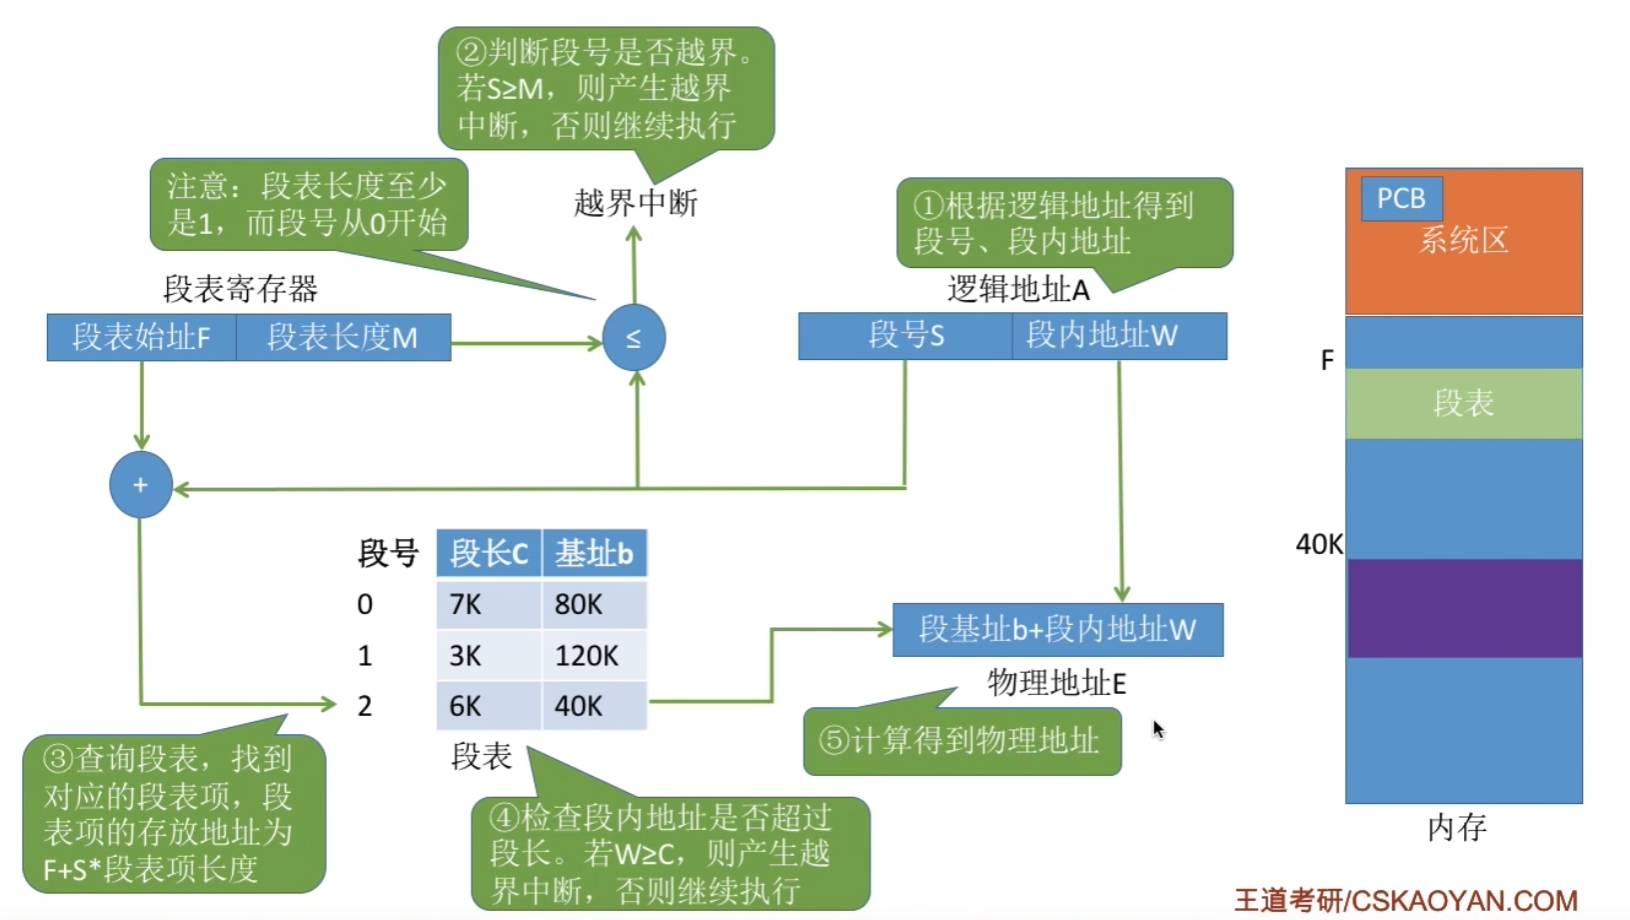 ②判断段号是否越界。
若S≥M，则产生越界
中断，否则继续执行
注意：段表长度至少
是1，而段号从0开始
越界中断
①根据逻辑地址得到
段号、段内地址
段表寄存器
逻辑地址A
段表始址F
段表长度M
≤
段号S
段内地址W
+
段号
段长C
基址b
0
7K
80K
1
3K
120K
2
6K
40K
段表
段基址b+段内地址W
物理地址E
③查询段表，找到
对应的段表项，段
表项的存放地址为
F+S*段表项长度
④检查段内地址是否超过
段长。若W≥C，则产生越
界中断，否则继续执行
⑤计算得到物理地址
PCB
系统区
F
段表
40K
内存
王道考研/CSKAOYAN.COM